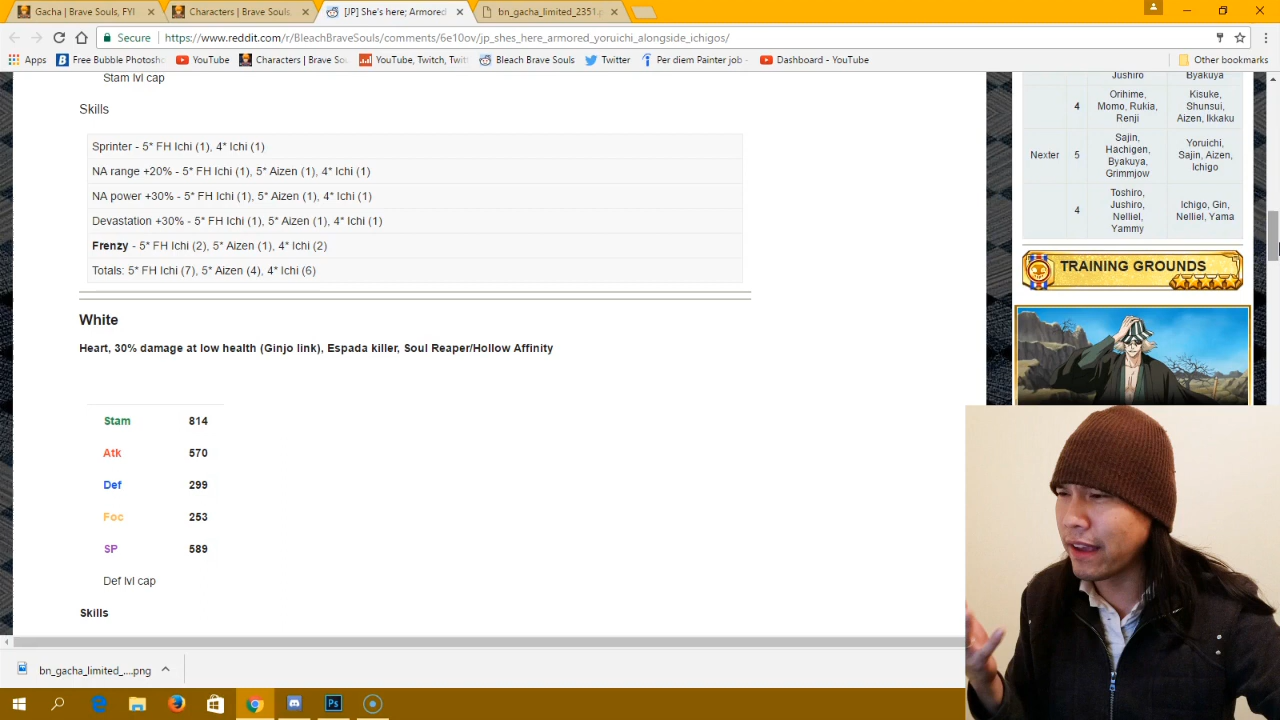 Gacha | Brave Souls, FYI
Characters | Brave Souls
[JP] She's here; Armored
bn_gacha_limited_2351.p
Secure
https://www.reddit.com/r/BleachBraveSouls/comments/6e10ov/jp_shes_here_armored_yoruichi_alongside_ichigos/
Apps
Free Bubble Photosho
YouTube
Characters | Brave Sou
YouTube, Twitch, Twit
Bleach Brave Souls
Twitter
Per diem Painter job -
Dashboard - YouTube
Other bookmarks
Stam lvl cap
Skills
Sprinter - 5* FH Ichi (1), 4* Ichi (1)
NA range +20% - 5* FH Ichi (1), 5* Aizen (1), 4* Ichi (1)
NA power +30% - 5* FH Ichi (1), 5* Aizen (1), 4* Ichi (1)
Devastation +30% - 5* FH Ichi (1), 5* Aizen (1), 4* Ichi (1)
Frenzy - 5* FH Ichi (2), 5* Aizen (1), 4* Ichi (2)
Totals: 5* FH Ichi (7), 5* Aizen (4), 4* Ichi (6)
White
Heart, 30% damage at low health (Ginjo link), Espada killer, Soul Reaper/Hollow Affinity
Stam 814
Atk 570
Def 299
Foc 253
SP 589
Def lvl cap
Skills
Jushiro
Byakuya
4
Orihime,
Momo, Rukia,
Renji
Kisuke,
Shunsui,
Aizen, Ikkaku
Nexter
5
Sajin,
Hachigen,
Byakuya,
Grimmjow
Yoruichi,
Sajin, Aizen,
Ichigo
4
Toshiro,
Jushiro,
Nelliel,
Yammy
Ichigo, Gin,
Nelliel, Yama
TRAINING GROUNDS
bn_gacha_limited_....png
Ps